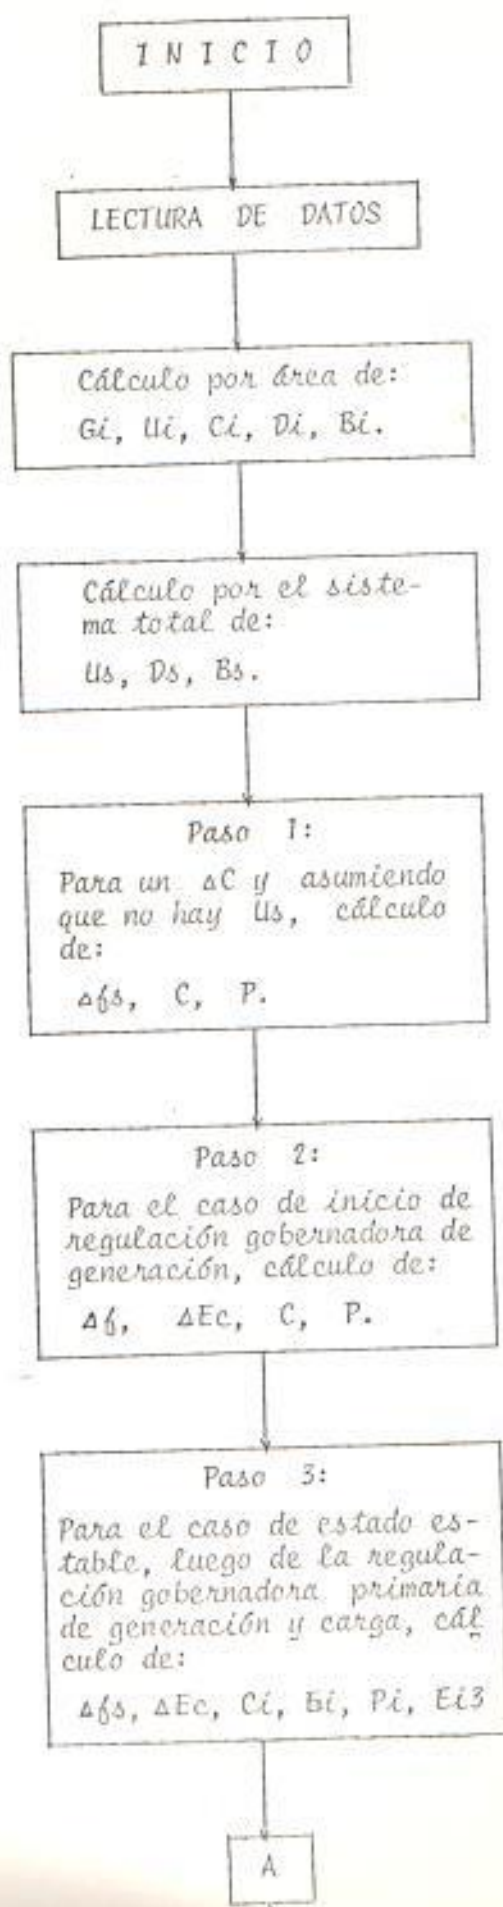 INICIO
LECTURA DE DATOS
Cálculo por área de:
Gi, Ui, Ci, Di, Bi.
Cálculo por el siste-
ma total de:
Us, Ds, Bs.
Paso 1:
Para un ΔC y asumiendo
que no hay Us, cálculo
de:
Δfs, C, P.
Paso 2:
Para el caso de inicio de
regulación gobernadora de
generación, cálculo de:
Δf, ΔEc, C, P.
Paso 3:
Para el caso de estado es-
table, luego de la regula-
ción gobernadora primaria
de generación y carga, cál
culo de:
Δfs, ΔEc, Ci, Pi, Ei3
A